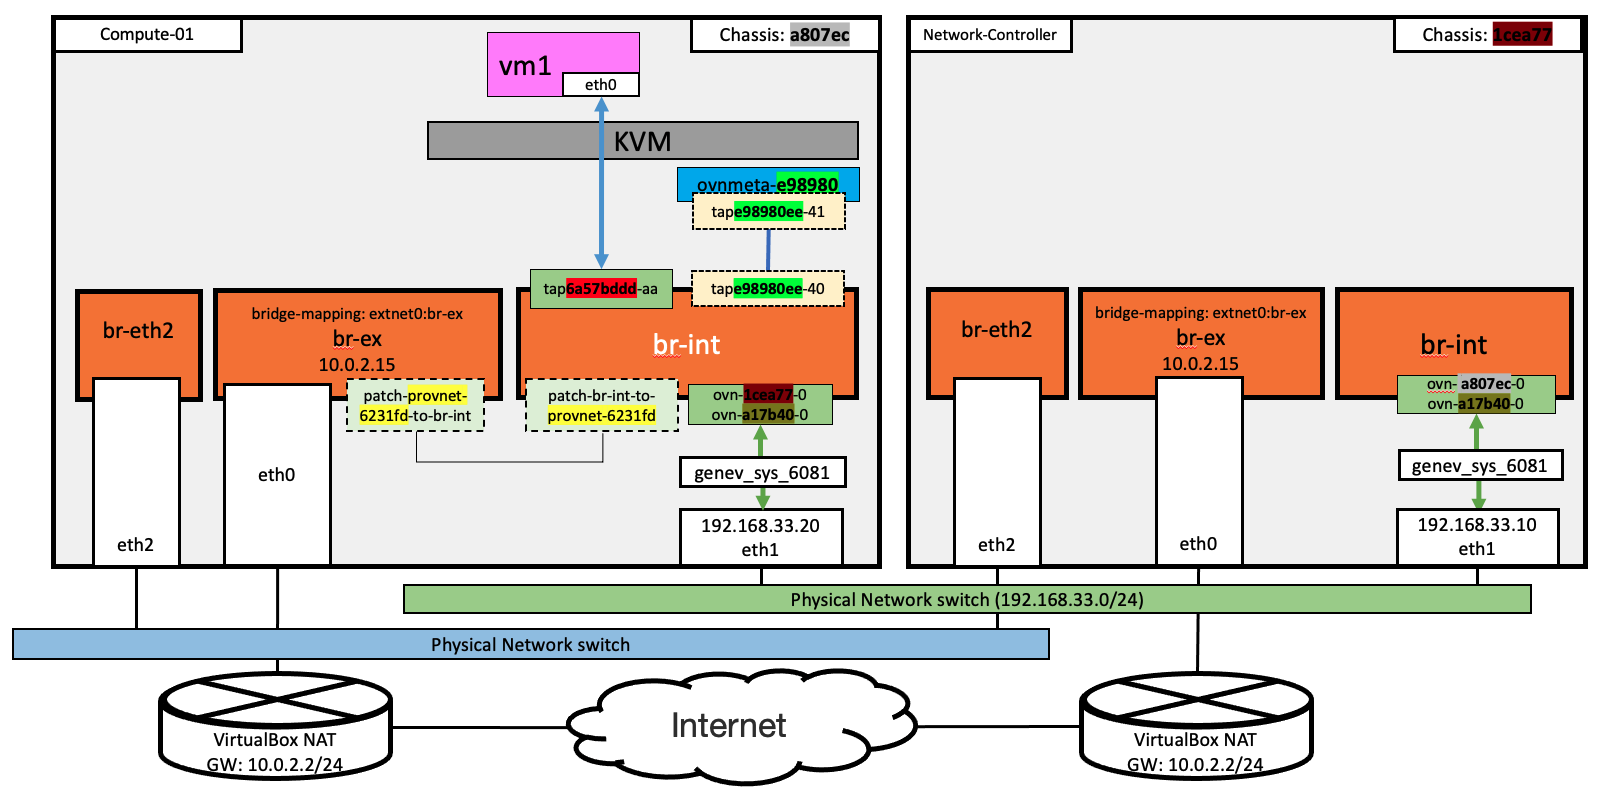 Compute-01
Chassis: a807ec
Network-Controller
Chassis: 1cea77
vm1
eth0
KVM
ovnmeta-e98980
tape98980ee-41
tap6a57bddd-aa
tape98980ee-40
br-eth2
bridge-mapping: extnet0:br-ex
br-ex
10.0.2.15
br-int
patch-provnet-
6231fd-to-br-int
patch-br-int-to-
provnet-6231fd
ovn-1cea77-0
ovn-a17b40-0
eth0
genev_sys_6081
192.168.33.20
eth1
eth2
br-eth2
bridge-mapping: extnet0:br-ex
br-ex
10.0.2.15
br-int
ovn- a807ec-0
ovn-a17b40-0
genev_sys_6081
192.168.33.10
eth1
eth2
eth0
Physical Network switch (192.168.33.0/24)
Physical Network switch
VirtualBox NAT
GW: 10.0.2.2/24
Internet
VirtualBox NAT
GW: 10.0.2.2/24